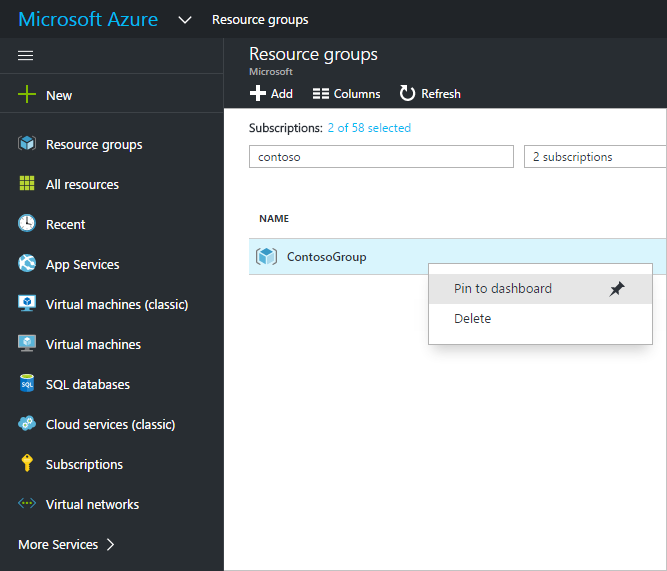 Microsoft Azure Resource groups
New
Resource groups
All resources
Recent
App Services
Virtual machines (classic)
Virtual machines
SQL databases
Cloud services (classic)
Subscriptions
Virtual networks
More Services
Resource groups
Microsoft
Add Columns Refresh
Subscriptions: 2 of 58 selected
contoso 2 subscriptions
NAME
ContosoGroup
Pin to dashboard
Delete
SQL